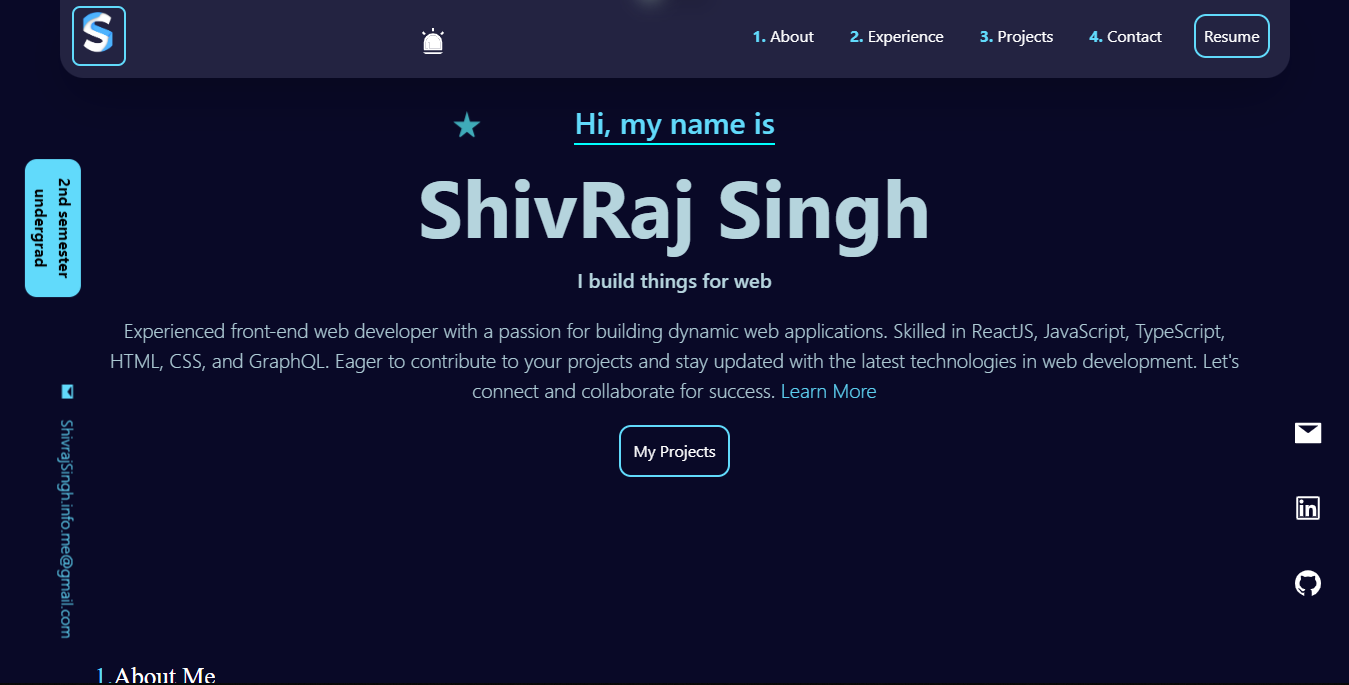 S
1. About
2. Experience
3. Projects
4. Contact
Resume
Hi, my name is
ShivRaj Singh
I build things for web
2nd semester
undergrad
Experienced front-end web developer with a passion for building dynamic web applications. Skilled in ReactJS, JavaScript, TypeScript,
HTML, CSS, and GraphQL. Eager to contribute to your projects and stay updated with the latest technologies in web development. Let's
connect and collaborate for success. Learn More
My Projects
ShivrajSingh.info.me@gmail.com
in
1.About Me